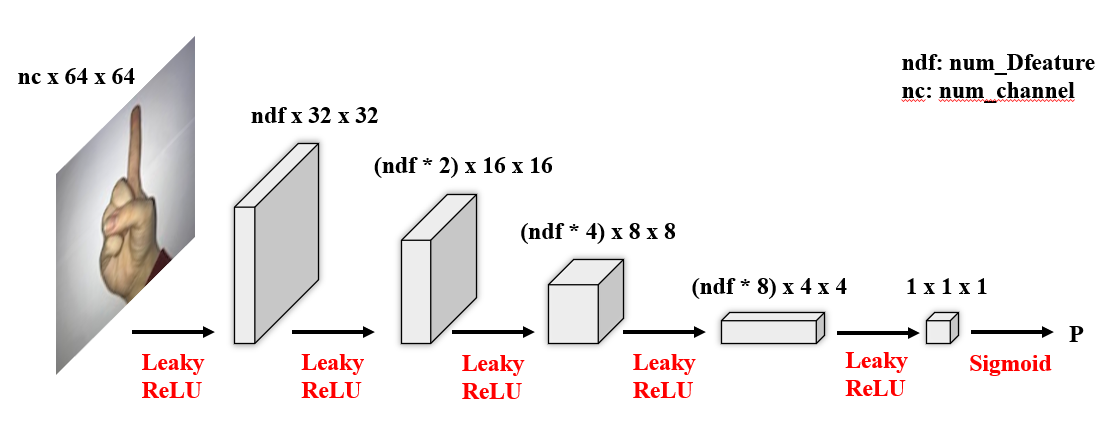 nc x 64 x 64
ndf: num_Dfeature
nc: num_channel
ndf x 32 x 32
(ndf * 2) x 16 x 16
(ndf * 4) x 8 x 8
(ndf * 8) x 4 x 4
1 x 1 x 1
Leaky
ReLU
Leaky
ReLU
Leaky
ReLU
Leaky
ReLU
Leaky
ReLU
Sigmoid
P